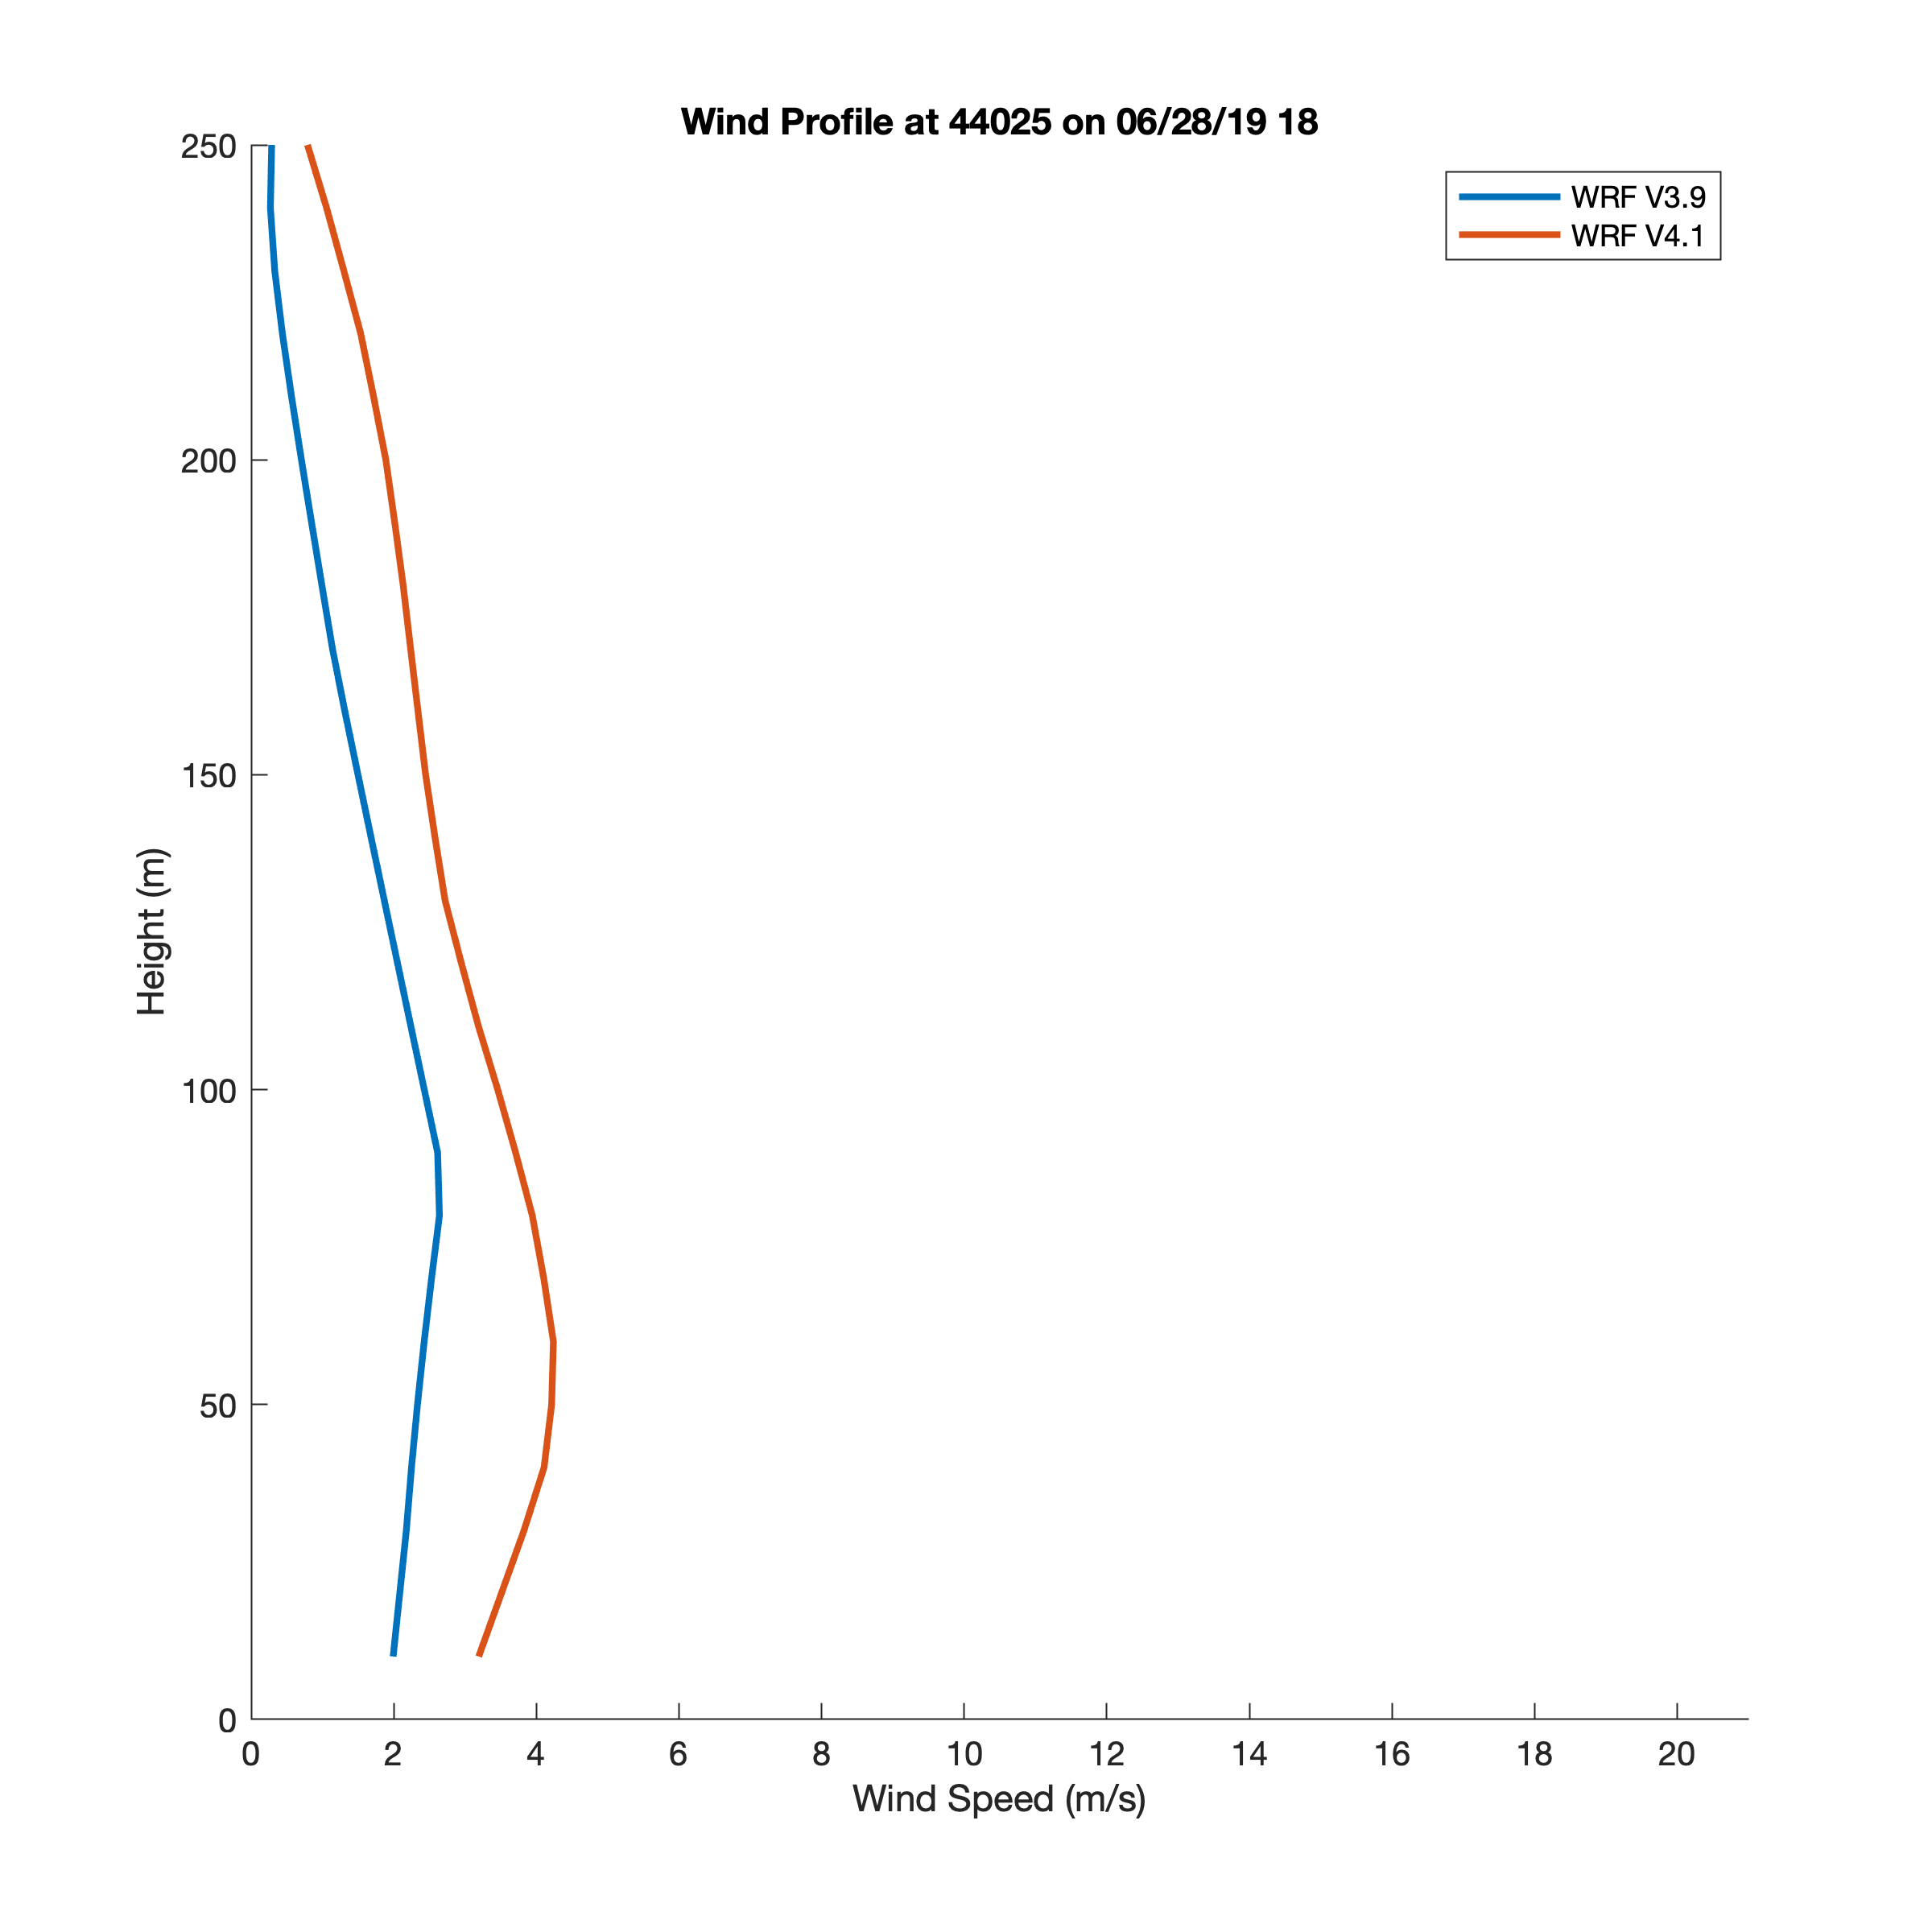 Wind Profile at 44025 on 06/28/19 18
WRF V3.9
WRF V4.1
250
200
150
100
50
0
Height (m)
0 2 4 6 8 10 12 14 16 18 20
Wind Speed (m/s)